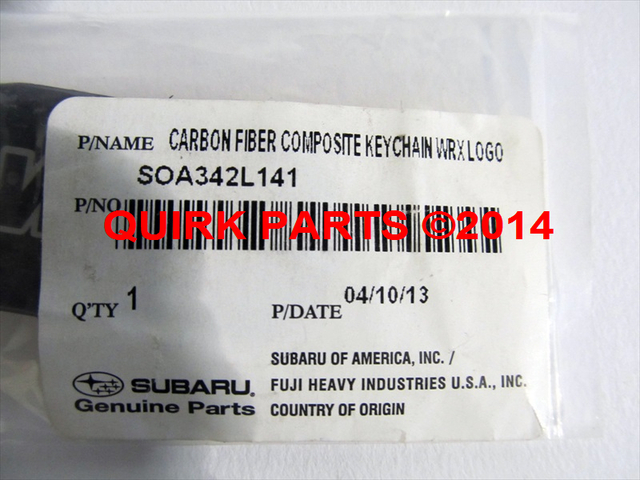 P/NAME CARBON FIBER COMPOSITE KEYCHAIN WRX LOGO
SOA342L141
P/NO
QUIRK PARTS ©2014
Q'TY 1 P/DATE 04/10/13
SUBARU OF AMERICA, INC. /
SUBARU. FUJI HEAVY INDUSTRIES U.S.A., INC.
Genuine Parts COUNTRY OF ORIGIN